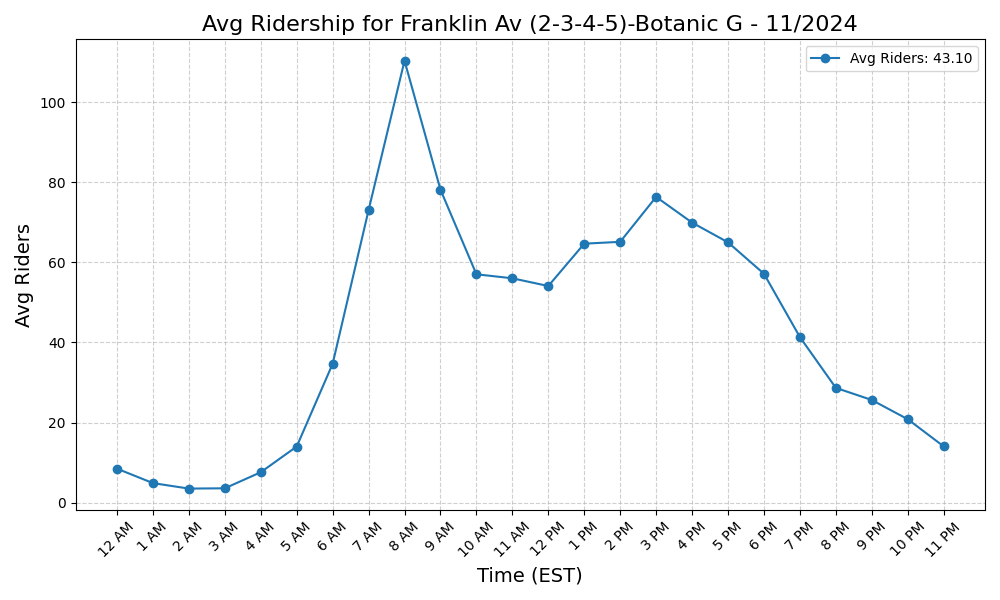 Avg Ridership for Franklin Av (2-3-4-5)-Botanic G - 11/2024
Avg Riders: 43.10
Avg Riders
100
80
60
40
20
0
12 AM
1 AM
2 AM
3 AM
4 AM
5 AM
6 AM
7 AM
8 AM
9 AM
10 AM
11 AM
12 PM
1 PM
2 PM
3 PM
4 PM
5 PM
6 PM
7 PM
8 PM
9 PM
10 PM
11 PM
Time (EST)